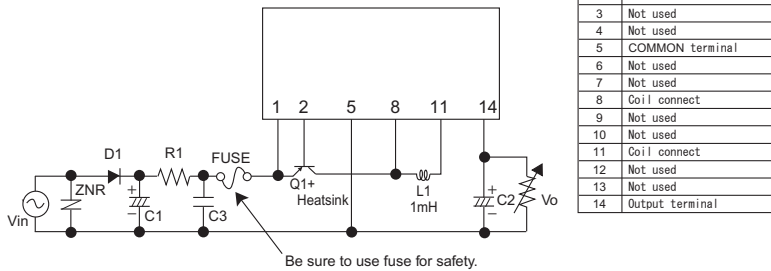 1 2 5 8 11 14
D1
R1
FUSE
ZNR
Vin
C1
C3
Q1+
Heatsink
L1
1mH
C2
Vo
Be sure to use fuse for safety.
3 Not used
4 Not used
5 COMMON terminal
6 Not used
7 Not used
8 Coil connect
9 Not used
10 Not used
11 Coil connect
12 Not used
13 Not used
14 Output terminal